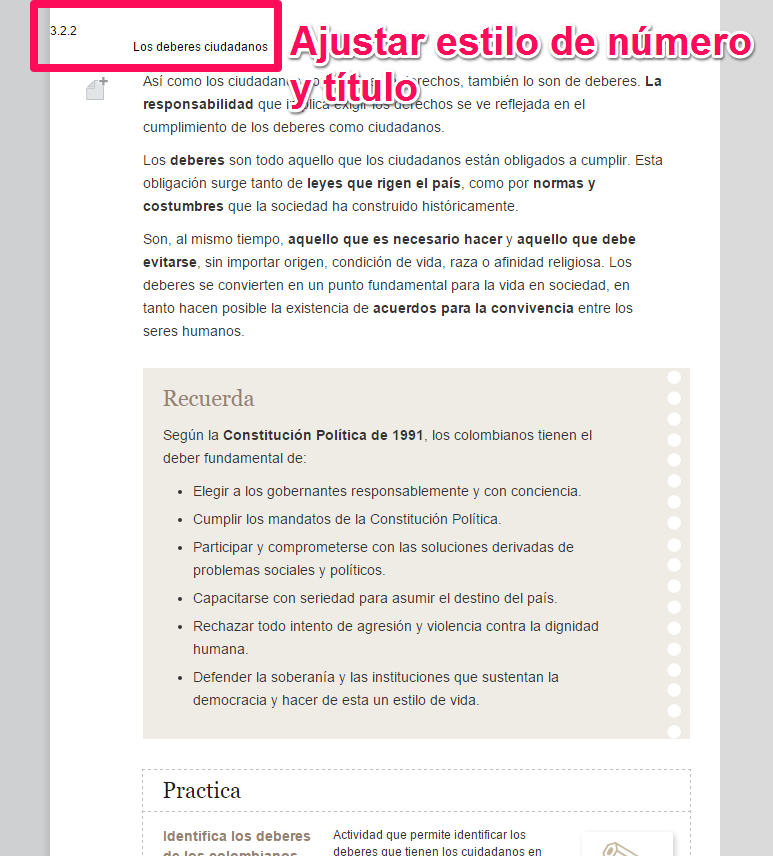 3.2.2
Los deberes ciudadanos
Ajustar estilo de número
y título
Así como los derechos, también lo son de deberes. La
responsabilidad que implica exigir los derechos se ve reflejada en el
cumplimiento de los deberes como ciudadanos.
Los deberes son todo aquello que los ciudadanos están obligados a cumplir. Esta
obligación surge tanto de leyes que rigen el país, como por normas y
costumbres que la sociedad ha construido históricamente.
Son, al mismo tiempo, aquello que es necesario hacer y aquello que debe
evitarse, sin importar origen, condición de vida, raza o afinidad religiosa. Los
deberes se convierten en un punto fundamental para la vida en sociedad, en
tanto hacen posible la existencia de acuerdos para la convivencia entre los
seres humanos.
Recuerda
Según la Constitución Política de 1991, los colombianos tienen el
deber fundamental de:
• Elegir a los gobernantes responsablemente y con conciencia.
• Cumplir los mandatos de la Constitución Política.
• Participar y comprometerse con las soluciones derivadas de
problemas sociales y políticos.
• Capacitarse con seriedad para asumir el destino del país.
• Rechazar todo intento de agresión y violencia contra la dignidad
humana.
• Defender la soberanía y las instituciones que sustentan la
democracia y hacer de esta un estilo de vida.
Practica
Identifica los deberes
de los colombianos
Actividad que permite identificar los
deberes que tienen los cuidadanos en